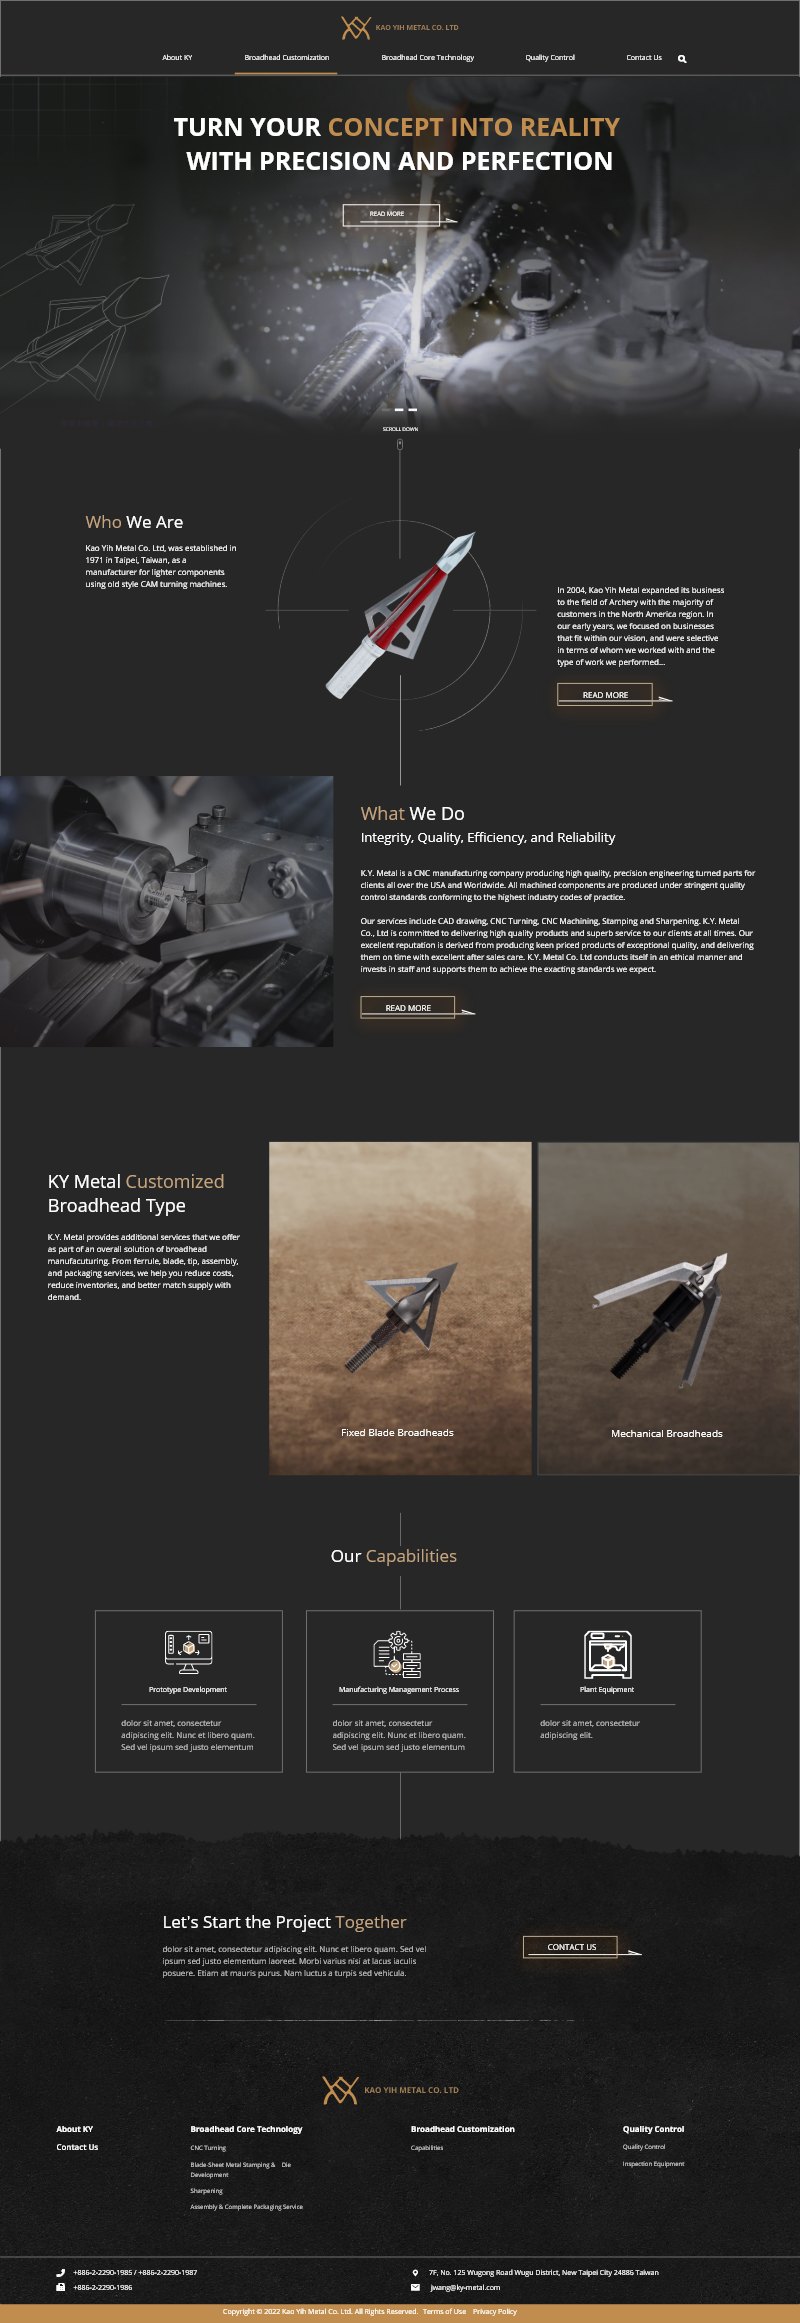 KAO YIH METAL CO. LTD
About KY
Broadhead Customization
Broadhead Core Technology
Quality Control
Contact Us
TURN YOUR CONCEPT INTO REALITY
WITH PRECISION AND PERFECTION
READ MORE
SCROLL DOWN
Who We Are
Kao Yih Metal Co. Ltd, was established in
1971 in Taipei, Taiwan, as a
manufacturer for lighter components
using old style CAM turning machines.
In 2004, Kao Yih Metal expanded its business
to the field of Archery with the majority of
customers in the North America region. In
our early years, we focused on businesses
that fit within our vision, and were selective
in terms of whom we worked with and the
type of work we performed...
READ MORE
What We Do
Integrity, Quality, Efficiency, and Reliability
K.Y. Metal is a CNC manufacturing company producing high quality, precision engineering turned parts for
clients all over the USA and Worldwide. All machined components are produced under stringent quality
control standards conforming to the highest industry codes of practice.
Our services include CAD drawing, CNC Turning, CNC Machining, Stamping and Sharpening. K.Y. Metal
Co., Ltd is committed to delivering high quality products and superb service to our clients at all times. Our
excellent reputation is derived from producing keen priced products of exceptional quality, and delivering
them on time with excellent after sales care. K.Y. Metal Co. Ltd conducts itself in an ethical manner and
invests in staff and supports them to achieve the exacting standards we expect.
READ MORE
KY Metal Customized
Broadhead Type
K.Y. Metal provides additional services that we offer
as part of an overall solution of broadhead
manufacuturing. From ferrule, blade, tip, assembly,
and packaging services, we help you reduce costs,
reduce inventories, and better match supply with
demand.
Fixed Blade Broadheads
Mechanical Broadheads
Our Capabilities
Prototype Development
dolor sit amet, consectetur
adipiscing elit. Nunc et libero quam.
Sed vel ipsum sed justo elementum
Manufacturing Management Process
dolor sit amet, consectetur
adipiscing elit. Nunc et libero quam.
Sed vel ipsum sed justo elementum
Plant Equipment
dolor sit amet, consectetur
adipiscing elit.
Let's Start the Project Together
dolor sit amet, consectetur adipiscing elit. Nunc et libero quam. Sed vel
ipsum sed justo elementum laoreet. Morbi varius nisi at lacus iaculis
posuere. Etiam at mauris purus. Nam luctus a turpis sed vehicula.
CONTACT US
KAO YIH METAL CO. LTD
About KY
Contact Us
Broadhead Core Technology
CNC Turning
Blade-Sheet Metal Stamping & Die
Development
Sharpening
Assembly & Complete Packaging Service
Broadhead Customization
Capabilities
Quality Control
Quality Control
Inspection Equipment
+886-2-2290-1985 / +886-2-2290-1987
+886-2-2290-1986
7F, No. 125 Wugong Road Wugu District, New Taipei City 24886 Taiwan
jwang@ky-metal.com
Copyright © 2022 Kao Yih Metal Co. Ltd. All Rights Reserved. Terms of Use Privacy Policy